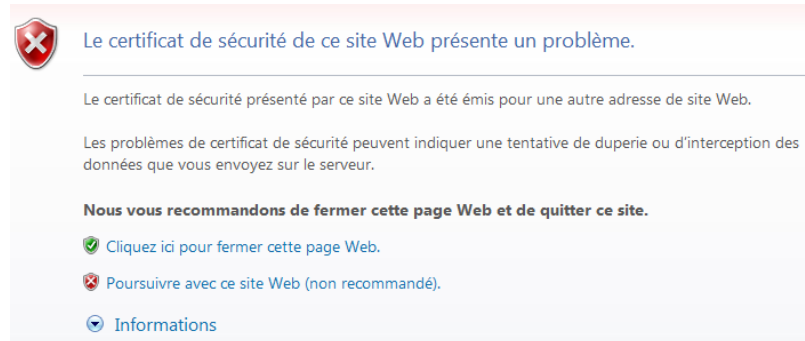 Le certificat de sécurité de ce site Web présente un problème.
Le certificat de sécurité présenté par ce site Web a été émis pour une autre adresse de site Web.
Les problèmes de certificat de sécurité peuvent indiquer une tentative de duperie ou d'interception des
données que vous envoyez sur le serveur.
Nous vous recommandons de fermer cette page Web et de quitter ce site.
Cliquez ici pour fermer cette page Web.
Poursuivre avec ce site Web (non recommandé).
Informations